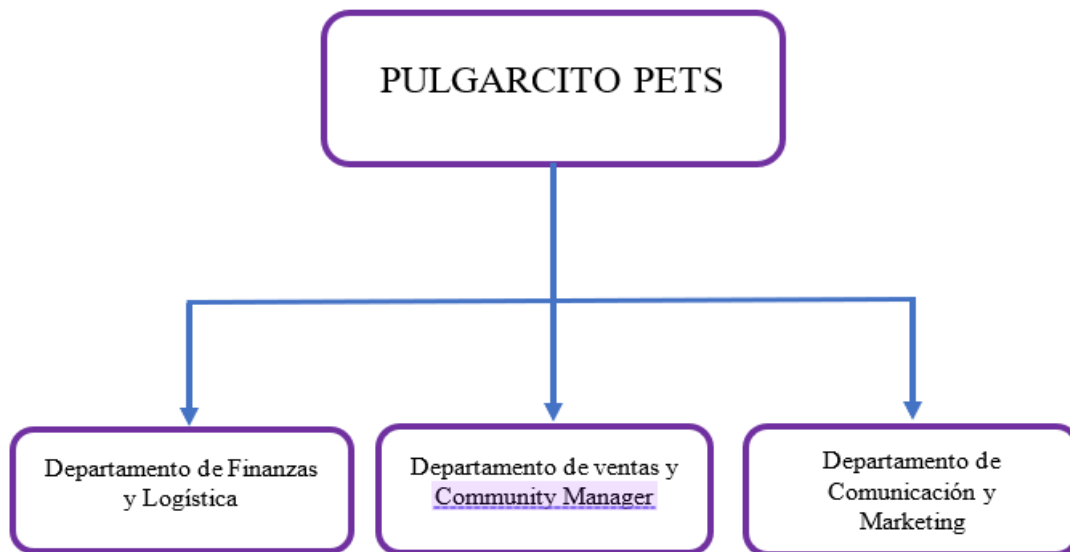 PULGARCITO PETS
Departamento de Finanzas
y Logística
Departamento de ventas y
Community Manager
Departamento de
Comunicación y
Marketing